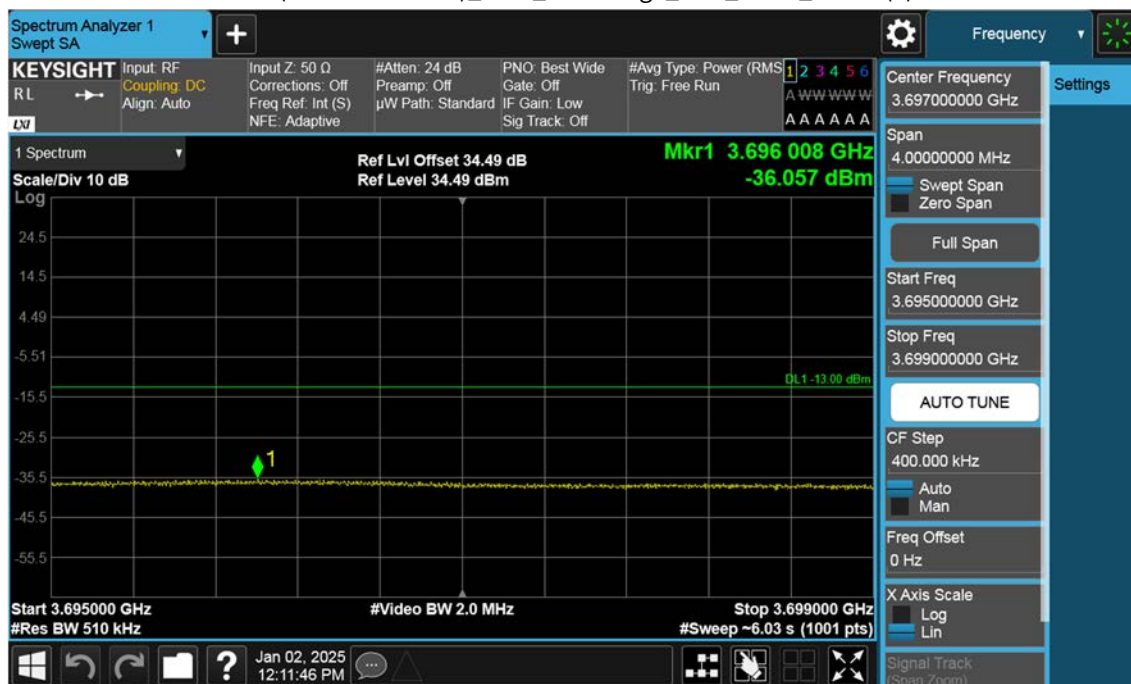 Spectrum Analyzer 1
Swept SA
Frequency
KEYSIGHT
RL
LXI
Input: RF
Coupling: DC
Align: Auto
Input Z: 50 Ω
Corrections: Off
Freq Ref: Int (S)
NFE: Adaptive
#Atten: 24 dB
Preamp: Off
µW Path: Standard
PNO: Best Wide
Gate: Off
IF Gain: Low
Sig Track: Off
#Avg Type: Power (RMS
Trig: Free Run
1 2 3 4 5 6
A W W W W W
A A A A A A
1 Spectrum
Scale/Div 10 dB
Log
Ref Lvl Offset 34.49 dB
Ref Level 34.49 dBm
Mkr1 3.696 008 GHz
-36.057 dBm
24.5
14.5
4.49
-5.51
-15.5
-25.5
-35.5
-45.5
-55.5
DL1 -13.00 dBm
1
Start 3.695000 GHz
#Res BW 510 kHz
#Video BW 2.0 MHz
Stop 3.699000 GHz
#Sweep ~6.03 s (1001 pts)
Jan 02, 2025
12:11:46 PM
Center Frequency
3.697000000 GHz
Settings
Span
4.00000000 MHz
Swept Span
Zero Span
Full Span
Start Freq
3.695000000 GHz
Stop Freq
3.699000000 GHz
AUTO TUNE
CF Step
400.000 kHz
Auto
Man
Freq Offset
0 Hz
X Axis Scale
Log
Lin
Signal Track
(Span Zoom)